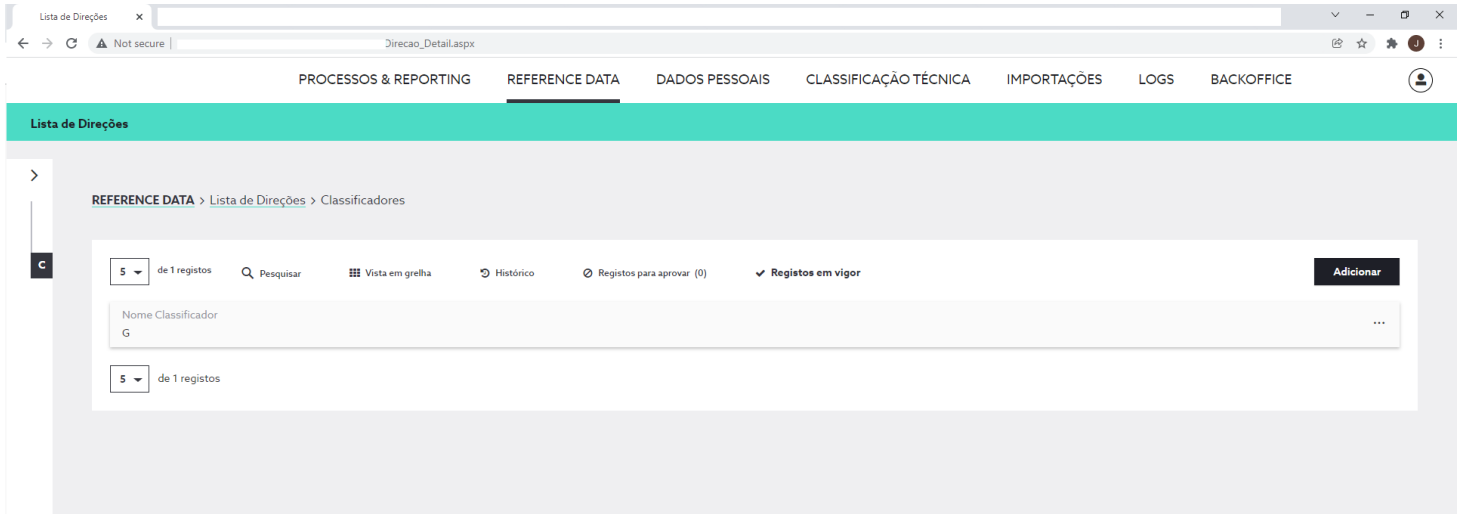 Lista de Direções
Not secure
Direcao_Detail.aspx
J
PROCESSOS & REPORTING REFERENCE DATA DADOS PESSOAIS CLASSIFICAÇÃO TÉCNICA IMPORTAÇÕES LOGS BACKOFFICE
Lista de Direções
REFERENCE DATA > Lista de Direções > Classificadores
C
5 de 1 registos Pesquisar Vista em grelha Histórico Registos para aprovar (0) Registos em vigor Adicionar
Nome Classificador
G
5 de 1 registos